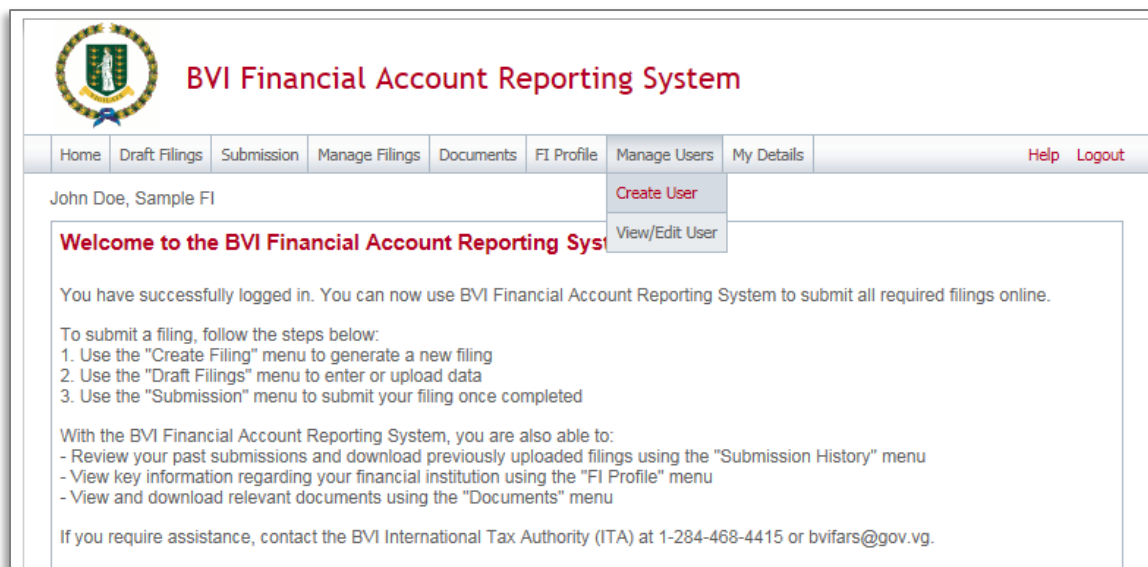 BVI Financial Account Reporting System
Home Draft Filings Submission Manage Filings Documents FI Profile Manage Users My Details Help Logout
John Doe, Sample FI
Create User
View/Edit User
Welcome to the BVI Financial Account Reporting Syst
You have successfully logged in. You can now use BVI Financial Account Reporting System to submit all required filings online.
To submit a filing, follow the steps below:
1. Use the "Create Filing" menu to generate a new filing
2. Use the "Draft Filings" menu to enter or upload data
3. Use the "Submission" menu to submit your filing once completed
With the BVI Financial Account Reporting System, you are also able to:
- Review your past submissions and download previously uploaded filings using the "Submission History" menu
- View key information regarding your financial institution using the "FI Profile" menu
- View and download relevant documents using the "Documents" menu
If you require assistance, contact the BVI International Tax Authority (ITA) at 1-284-468-4415 or bvifars@gov.vg.